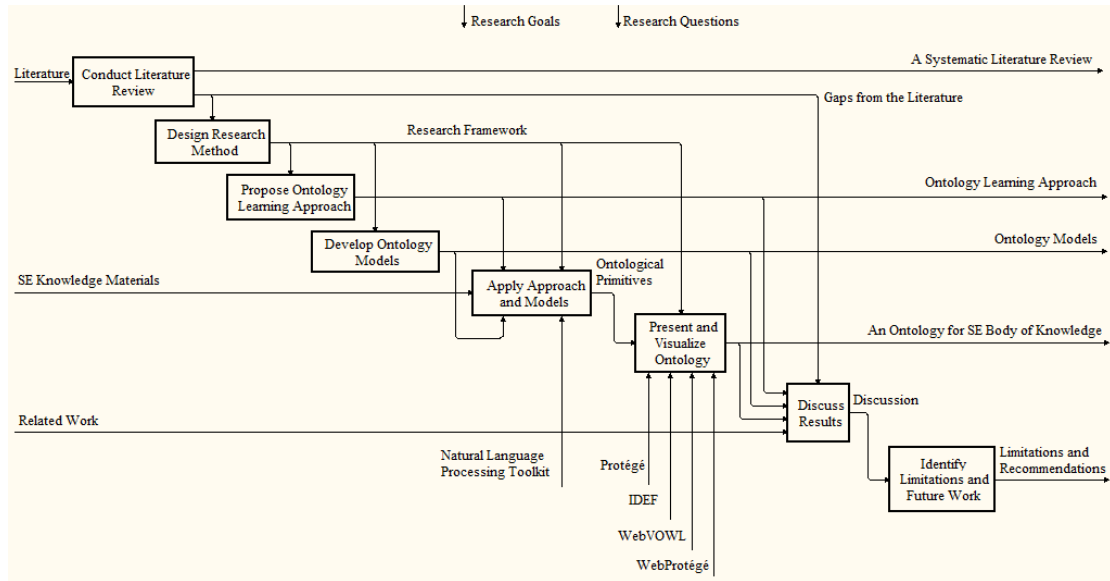 Research Goals
Research Questions
Literature
Conduct Literature
Review
A Systematic Literature Review
Gaps from the Literature
Design Research
Method
Research Framework
Propose Ontology
Learning Approach
Ontology Learning Approach
Develop Ontology
Models
Ontology Models
SE Knowledge Materials
Apply Approach
and Models
Ontological
Primitives
Present and
Visualize
Ontology
An Ontology for SE Body of Knowledge
Related Work
Discuss
Results
Discussion
Natural Language
Processing Toolkit
Protégé
IDEF
WebVOWL
WebProtégé
Identify
Limitations and
Future Work
Limitations and
Recommendations